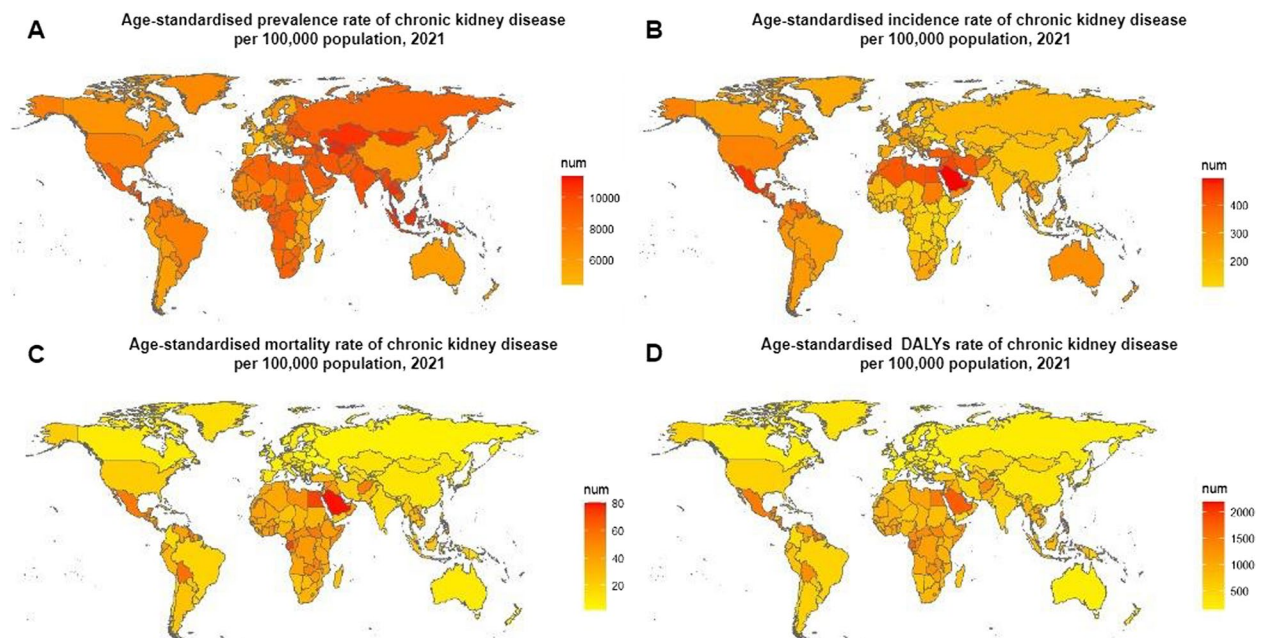 A
Age-standardised prevalence rate of chronic kidney disease
per 100,000 population, 2021
num
10000
8000
6000
B
Age-standardised incidence rate of chronic kidney disease
per 100,000 population, 2021
num
400
300
200
C
Age-standardised mortality rate of chronic kidney disease
per 100,000 population, 2021
num
80
60
40
20
D
Age-standardised DALYs rate of chronic kidney disease
per 100,000 population, 2021
num
2000
1500
1000
500